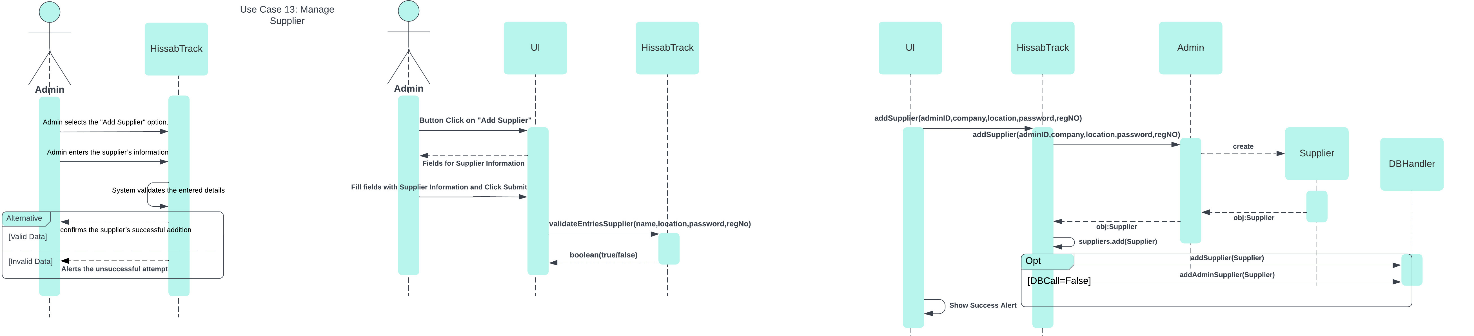 Use Case 13: Manage
Supplier
HissabTrack
Admin
Admin selects the "Add Supplier" option.
Admin enters the supplier's information
System validates the entered details
Alternative
confirms the supplier's successful addition
[Valid Data]
[Invalid Data]
Alerts the unsuccessful attempt
UI
HissabTrack
Admin
Button Click on "Add Supplier"
Fields for Supplier Information
Fill fields with Supplier Information and Click Submit
validateEntriesSupplier(name,location,password,regNo)
boolean(true/false)
UI
HissabTrack
Admin
addSupplier(adminID,company,location,password,regNO)
addSupplier(adminID,company,location,password,regNO)
create
Supplier
DBHandler
obj:Supplier
obj:Supplier
suppliers.add(Supplier)
Opt
addSupplier(Supplier)
addAdminSupplier(Supplier)
[DBCall=False]
Show Success Alert